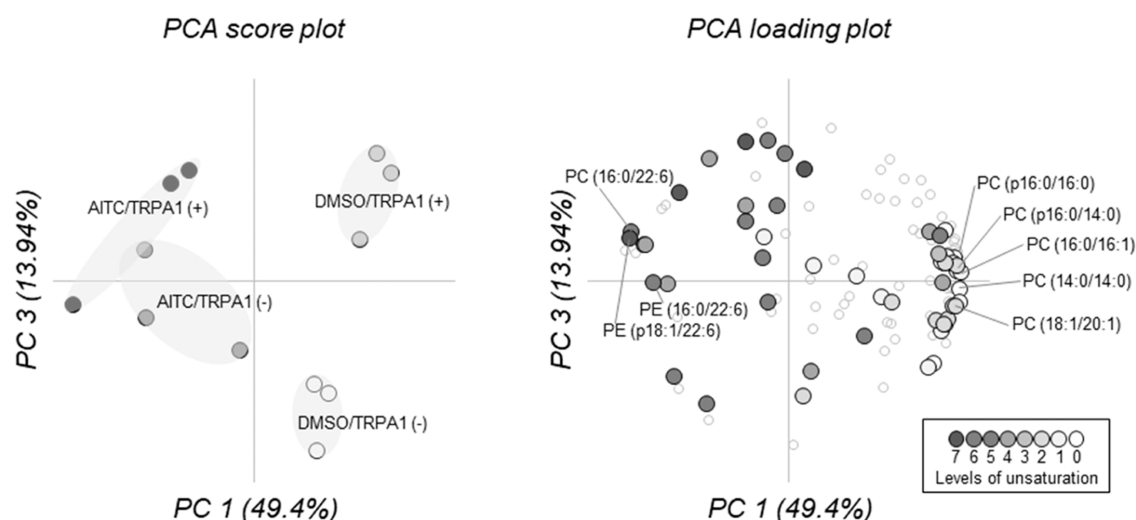 PCA score plot
PC 3 (13.94%)
AITC/TRPA1 (+)
DMSO/TRPA1 (+)
AITC/TRPA1 (-)
DMSO/TRPA1 (-)
PC 1 (49.4%)
PCA loading plot
PC 3 (13.94%)
PC (16:0/22:6)
PE (16:0/22:6)
PE (p18:1/22:6)
PC (p16:0/16:0)
PC (p16:0/14:0)
PC (16:0/16:1)
PC (14:0/14:0)
PC (18:1/20:1)
7 6 5 4 3 2 1 0
Levels of unsaturation
PC 1 (49.4%)